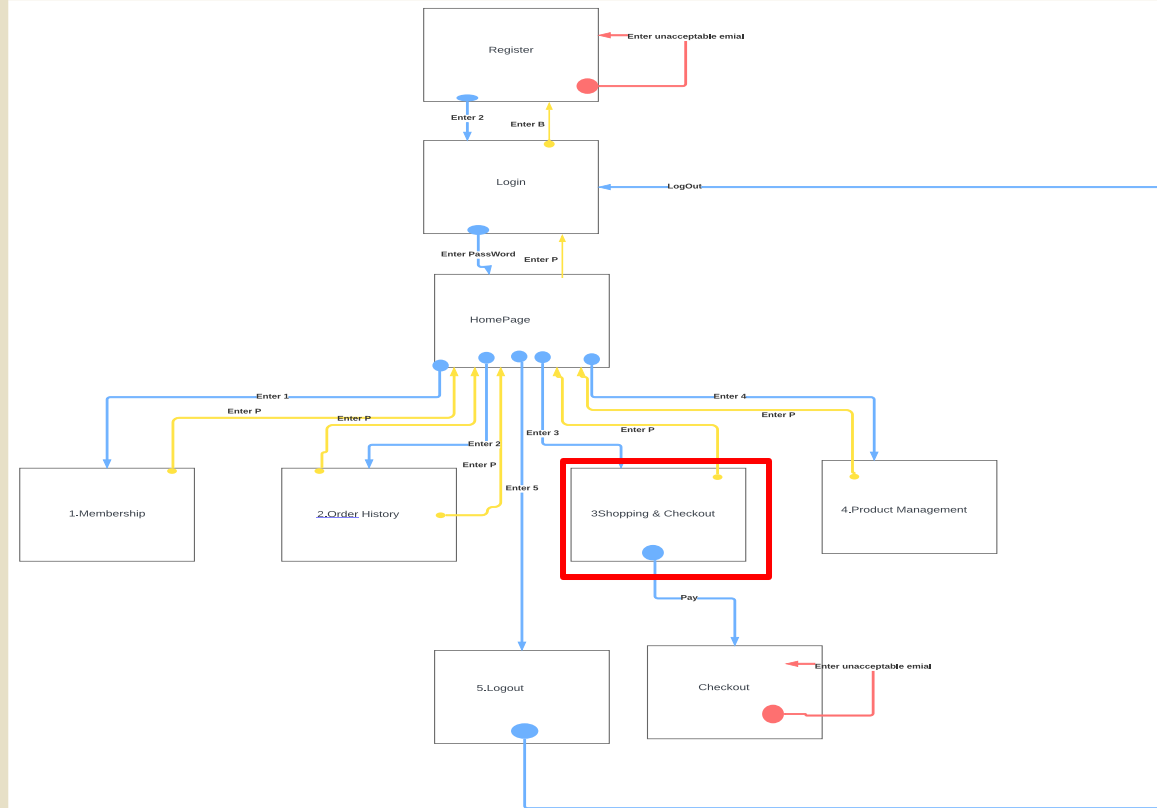 Enter unacceptable emial
Register
Enter 2
Enter B
Login
LogOut
Enter PassWord
Enter P
HomePage
Enter 1
Enter 4
Enter P
Enter P
Enter P
Enter P
Enter 3
Enter 2
Enter P
Enter 5
1.Membership
2.Order History
3Shopping & Checkout
4.Product Management
Pay
Enter unacceptable emial
5.Logout
Checkout